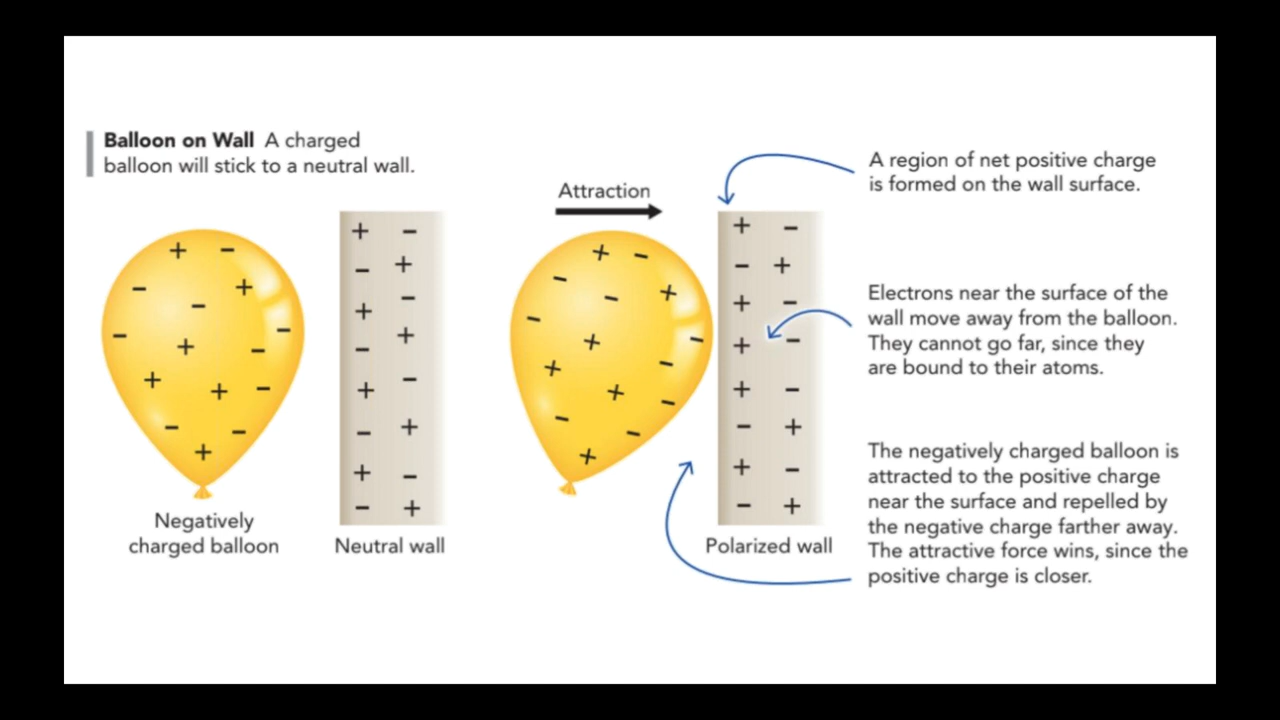 Balloon on Wall A charged
balloon will stick to a neutral wall.
Negatively
charged balloon
Neutral wall
Attraction
Polarized wall
A region of net positive charge
is formed on the wall surface.
Electrons near the surface of the
wall move away from the balloon.
They cannot go far, since they
are bound to their atoms.
The negatively charged balloon is
attracted to the positive charge
near the surface and repelled by
the negative charge farther away.
The attractive force wins, since the
positive charge is closer.